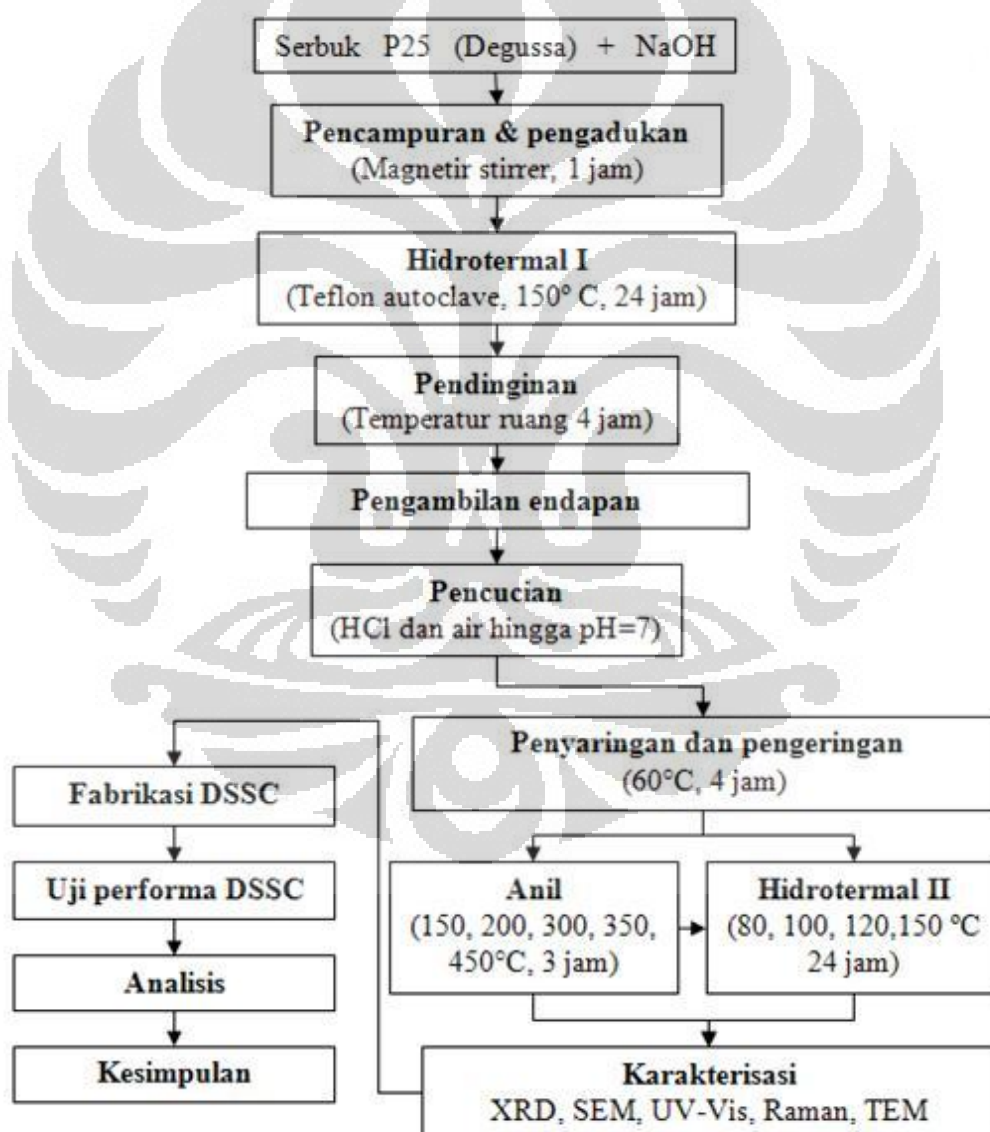 Serbuk P25 (Degussa) + NaOH
Pencampuran & pengadukan
(Magnetir stirrer, 1 jam)
Hidrotermal I
(Teflon autoclave, 150° C, 24 jam)
Pendinginan
(Temperatur ruang 4 jam)
Pengambilan endapan
Pencucian
(HCl dan air hingga pH=7)
Penyaringan dan pengeringan
(60°C, 4 jam)
Anil
(150, 200, 300, 350,
450°C, 3 jam)
Hidrotermal II
(80, 100, 120,150 °C
24 jam)
Karakterisasi
XRD, SEM, UV-Vis, Raman, TEM
Fabrikasi DSSC
Uji performa DSSC
Analisis
Kesimpulan